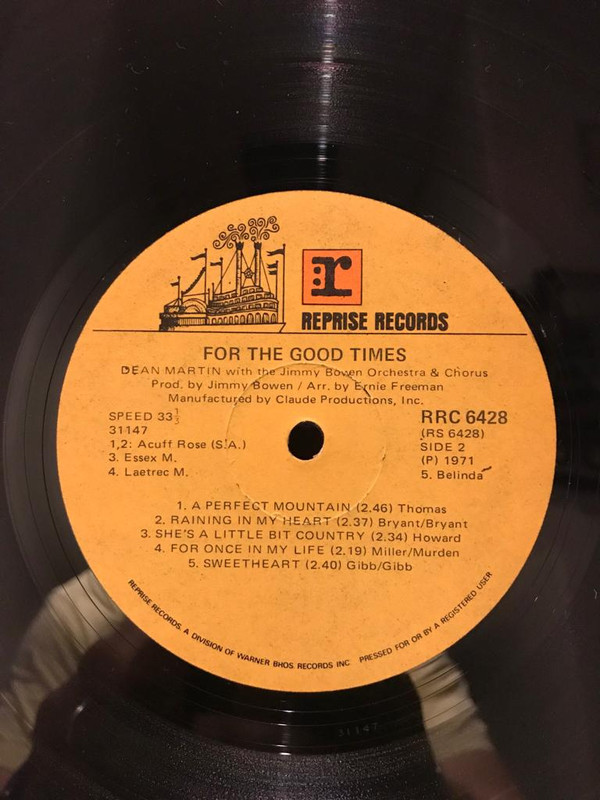 r
REPRISE RECORDS
FOR THE GOOD TIMES
DEAN MARTIN with the Jimmy Bowen Orchestra & Chorus
Prod. by Jimmy Bowen / Arr. by Ernie Freeman
Manufactured by Claude Productions, Inc.
SPEED 33⅓
31147
1,2: Acuff Rose (S.A.)
3. Essex M.
4. Laetrec M.
RRC 6428
(RS 6428)
SIDE 2
(P) 1971
5. Belinda
1. A PERFECT MOUNTAIN (2.46) Thomas
2. RAINING IN MY HEART (2.37) Bryant/Bryant
3. SHE'S A LITTLE BIT COUNTRY (2.34) Howard
4. FOR ONCE IN MY LIFE (2.19) Miller/Murden
5. SWEETHEART (2.40) Gibb/Gibb
REPRISE RECORDS. A DIVISION OF WARNER BROS. RECORDS INC. PRESSED FOR OR BY A REGISTERED USER
31147